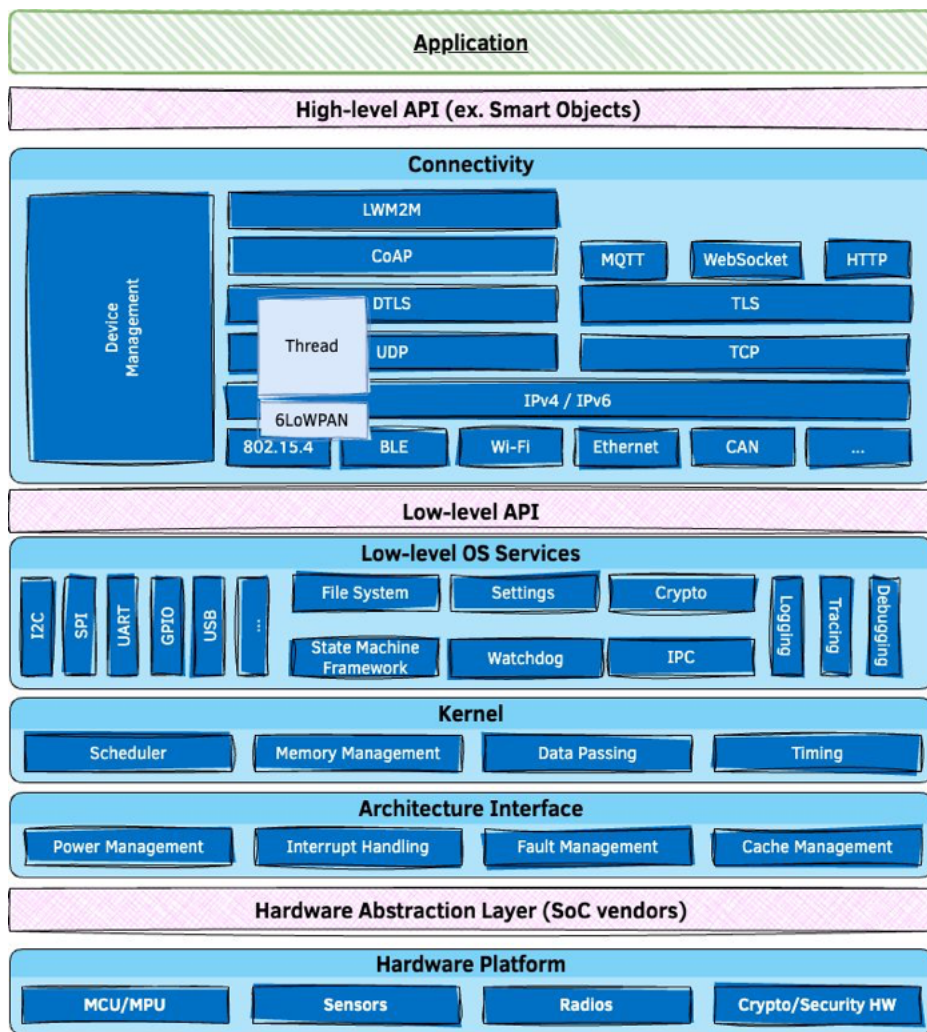 Application
High-level API (ex. Smart Objects)
Connectivity
Device
Management
LWM2M
CoAP
MQTT
WebSocket
HTTP
DTLS
TLS
Thread
UDP
TCP
IPv4 / IPv6
6LoWPAN
802.15.4
BLE
Wi-Fi
Ethernet
CAN
...
Low-level API
Low-level OS Services
I2C
SPI
UART
GPIO
USB
...
File System
Settings
Crypto
State Machine
Framework
Watchdog
IPC
Logging
Tracing
Debugging
Kernel
Scheduler
Memory Management
Data Passing
Timing
Architecture Interface
Power Management
Interrupt Handling
Fault Management
Cache Management
Hardware Abstraction Layer (SoC vendors)
Hardware Platform
MCU/MPU
Sensors
Radios
Crypto/Security HW